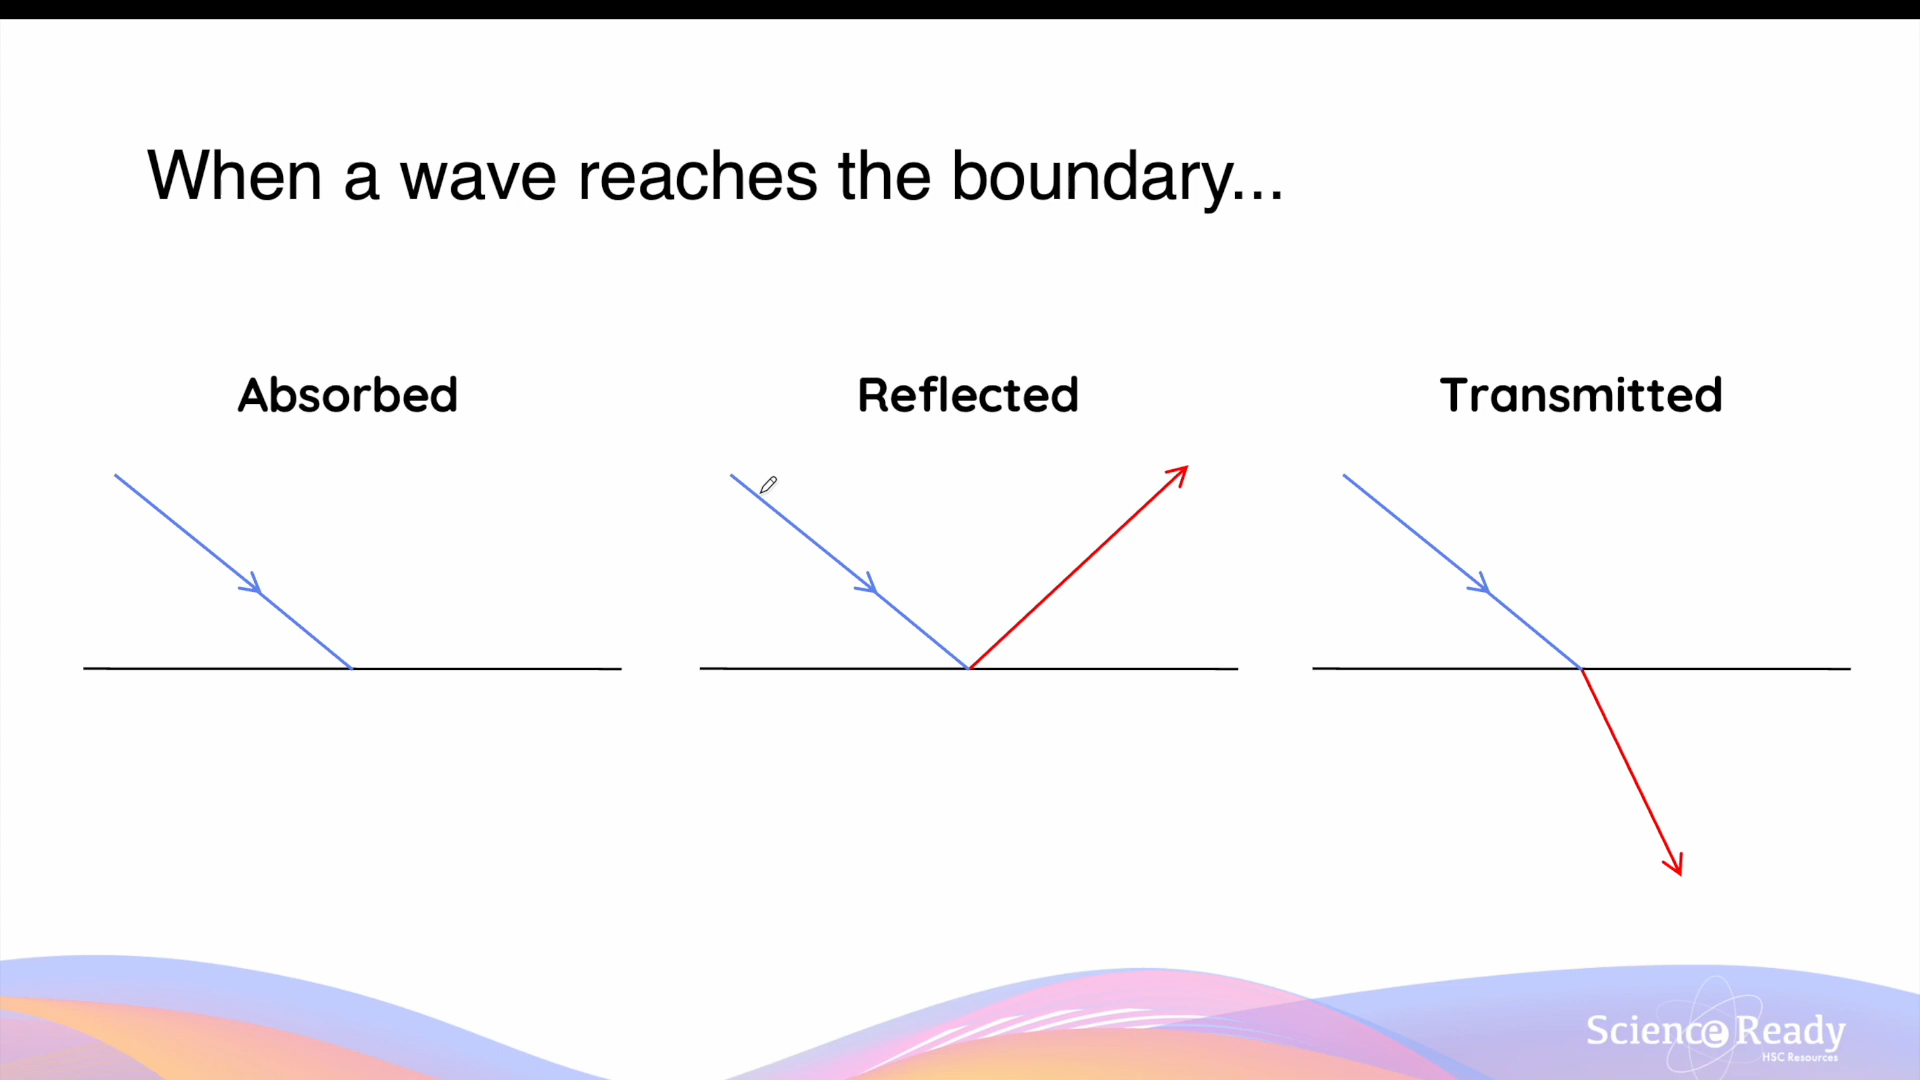 When a wave reaches the boundary...
Absorbed
Reflected
Transmitted
Science Ready
HSC Resources